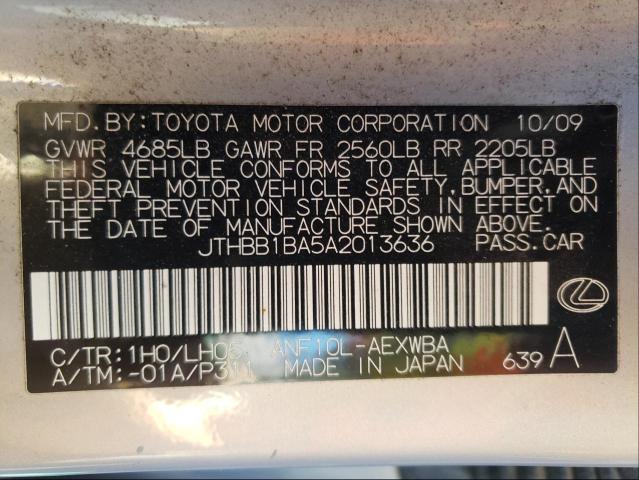 MFD. BY: TOYOTA MOTOR CORPORATION 10/09
GVWR 4685LB GAWR FR 2560LB RR 2205LB
THIS VEHICLE CONFORMS TO ALL APPLICABLE
FEDERAL MOTOR VEHICLE SAFETY, BUMPER, AND
THEFT PREVENTION STANDARDS IN EFFECT ON
THE DATE OF MANUFACTURE SHOWN ABOVE.
JTHBB1BA5A2013636 PASS.CAR
C/TR: 1H0/LH05, ANF10L-AEXWBA
A/TM: -01A/P311 MADE IN JAPAN 639 A